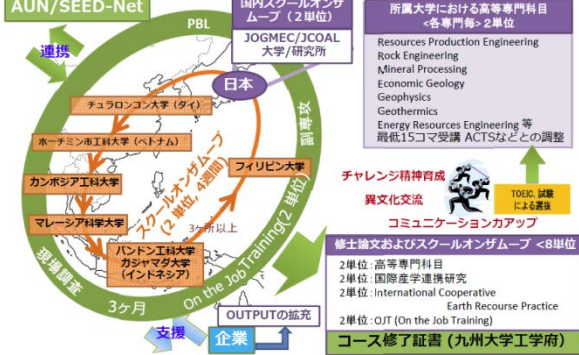 AUN/SEED-Net
連携
PBL
副専攻
On the Job Training(2 単位)
3ヶ月
現場調査
国内スクールオンザ
ムーブ（２単位）
JOGMEC/JCOAL
大学/研究所
日本
チュラロンコン大学（タイ）
ホーチミン市工科大学（ベトナム）
カンボシア工科大学
マレーシア科学大学
バンドン工科大学
ガジャマダ大学
（インドネシア）
フィリピン大学
スクールオンザムーブ
(2 単位, 4週間)
3ヶ所以上
支援
企業
OUTPUTの拡充
所属大学における高等専門科目
<各専門毎> 2単位
Resources Production Engineering
Rock Engineering
Mineral Processing
Economic Geology
Geophysics
Geothermics
Energy Resources Engineering 等
最低15コマ受講 ACTSなどとの調整
チャレンジ精神育成
異文化交流
コミュニケーション力アップ
TOEIC, 試験
による選抜
修士論文およびスクールオンザムーブ <8単位
2単位: 高等専門科目
2単位: 国際産学連携研究
2単位: International Cooperative
Earth Recourse Practice
2単位: OJT (On the Job Training)
コース修了証書 (九州大学工学府)